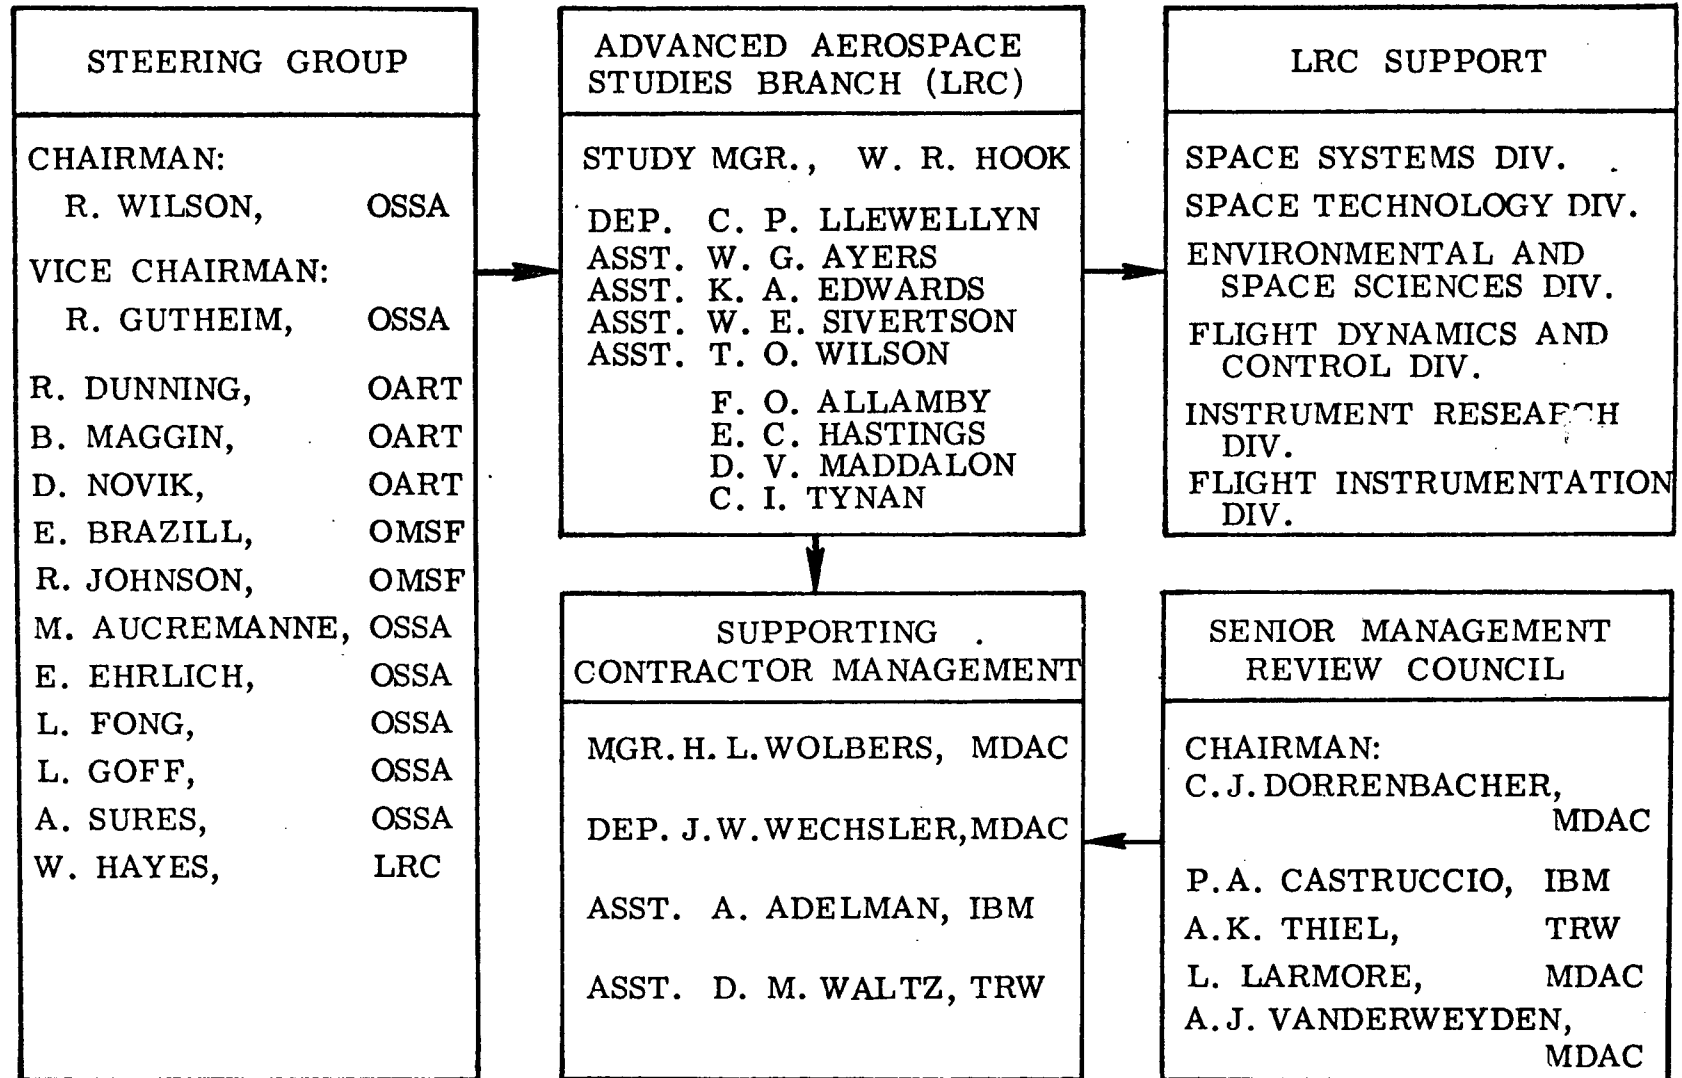 STEERING GROUP
CHAIRMAN:
R. WILSON, OSSA
VICE CHAIRMAN:
R. GUTHEIM, OSSA
R. DUNNING, OART
B. MAGGIN, OART
D. NOVIK, OART
E. BRAZILL, OMSF
R. JOHNSON, OMSF
M. AUCREMANNE, OSSA
E. EHRLICH, OSSA
L. FONG, OSSA
L. GOFF, OSSA
A. SURES, OSSA
W. HAYES, LRC
ADVANCED AEROSPACE
STUDIES BRANCH (LRC)
STUDY MGR., W. R. HOOK
DEP. C. P. LLEWELLYN
ASST. W. G. AYERS
ASST. K. A. EDWARDS
ASST. W. E. SIVERTSON
ASST. T. O. WILSON
F. O. ALLAMBY
E. C. HASTINGS
D. V. MADDALON
C. I. TYNAN
LRC SUPPORT
SPACE SYSTEMS DIV.
SPACE TECHNOLOGY DIV.
ENVIRONMENTAL AND
SPACE SCIENCES DIV.
FLIGHT DYNAMICS AND
CONTROL DIV.
INSTRUMENT RESEARCH
DIV.
FLIGHT INSTRUMENTATION
DIV.
SUPPORTING
CONTRACTOR MANAGEMENT
MGR. H. L. WOLBERS, MDAC
DEP. J. W. WECHSLER, MDAC
ASST. A. ADELMAN, IBM
ASST. D. M. WALTZ, TRW
SENIOR MANAGEMENT
REVIEW COUNCIL
CHAIRMAN:
C. J. DORRENBACHER,
MDAC
P.A. CASTRUCCIO, IBM
A.K. THIEL, TRW
L. LARMORE, MDAC
A.J. VANDERWEYDEN,
MDAC